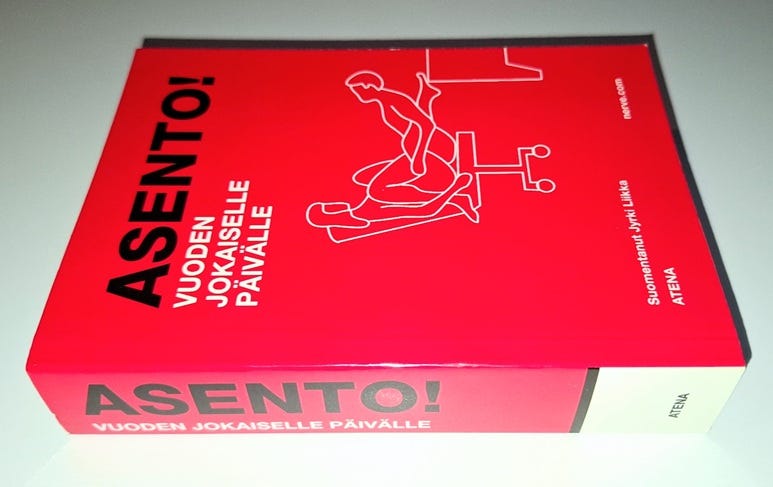 ASENTO!
VUODEN
JOKAISELLE
PÄIVÄLLE
nerve.com
Suomentanut Jyrki Liikka
ATENA
ASENTO!
VUODEN JOKAISELLE PÄIVÄLLE
ATENA